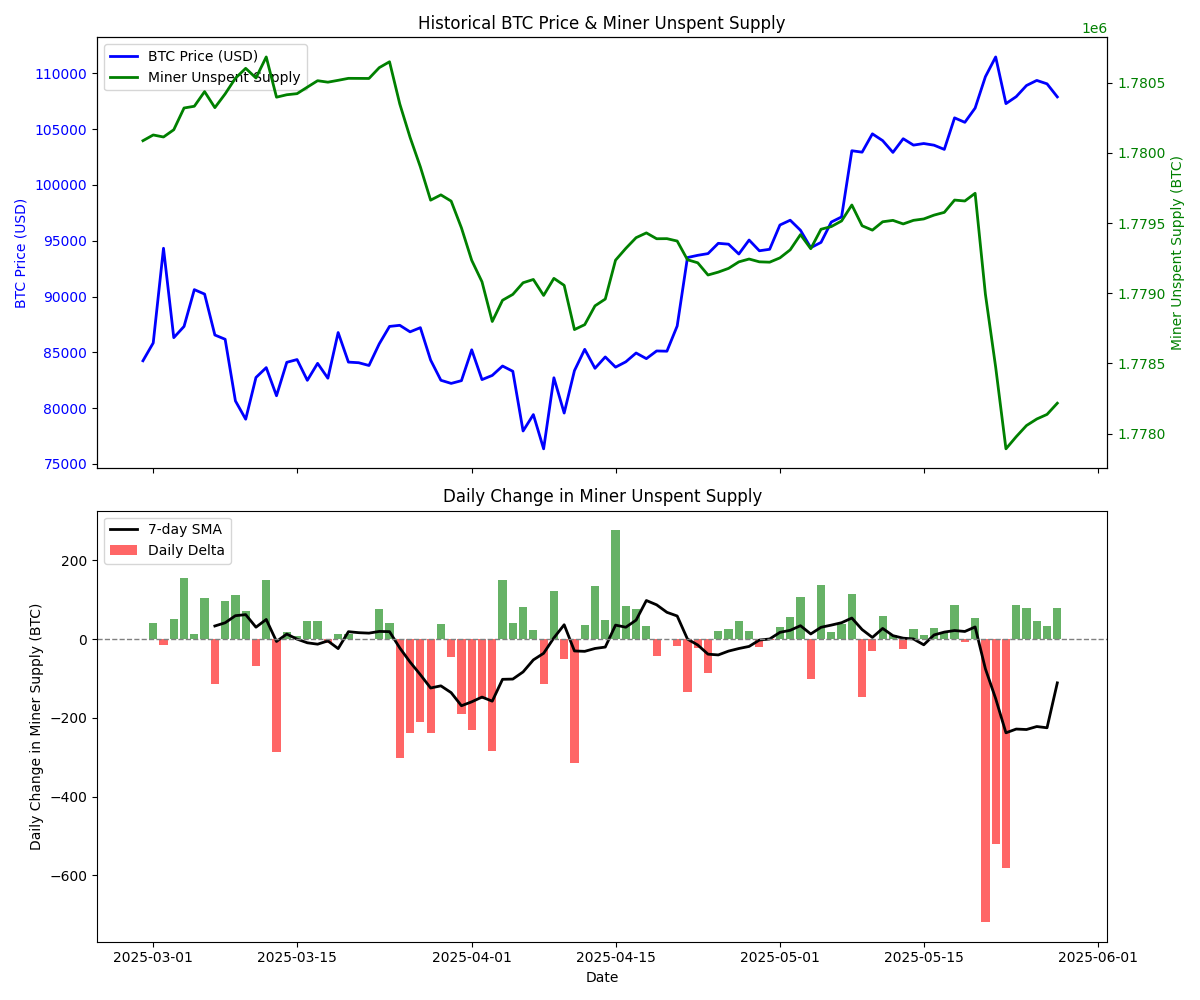 Historical BTC Price & Miner Unspent Supply
1e6
BTC Price (USD)
Miner Unspent Supply
110000
105000
100000
95000
90000
85000
80000
75000
BTC Price (USD)
1.7805
1.7800
1.7795
1.7790
1.7785
1.7780
Miner Unspent Supply (BTC)
Daily Change in Miner Unspent Supply
7-day SMA
Daily Delta
200
0
−200
−400
−600
Daily Change in Miner Supply (BTC)
2025-03-01
2025-03-15
2025-04-01
2025-04-15
2025-05-01
2025-05-15
2025-06-01
Date